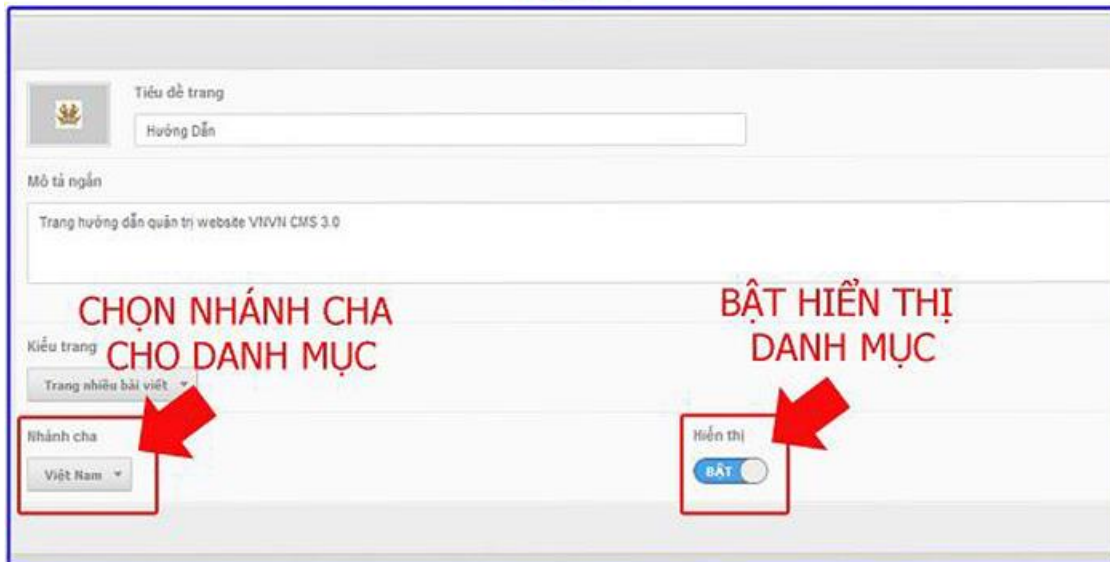 Tiêu đề trang
Hướng Dẫn
Mô tả ngắn
Trang hướng dẫn quản trị website VNVN CMS 3.0
CHỌN NHÁNH CHA
CHO DANH MỤC
BẬT HIỂN THỊ
DANH MỤC
Kiểu trang
Trang nhiều bài viết
Nhánh cha
Việt Nam
Hiển thị
BẬT